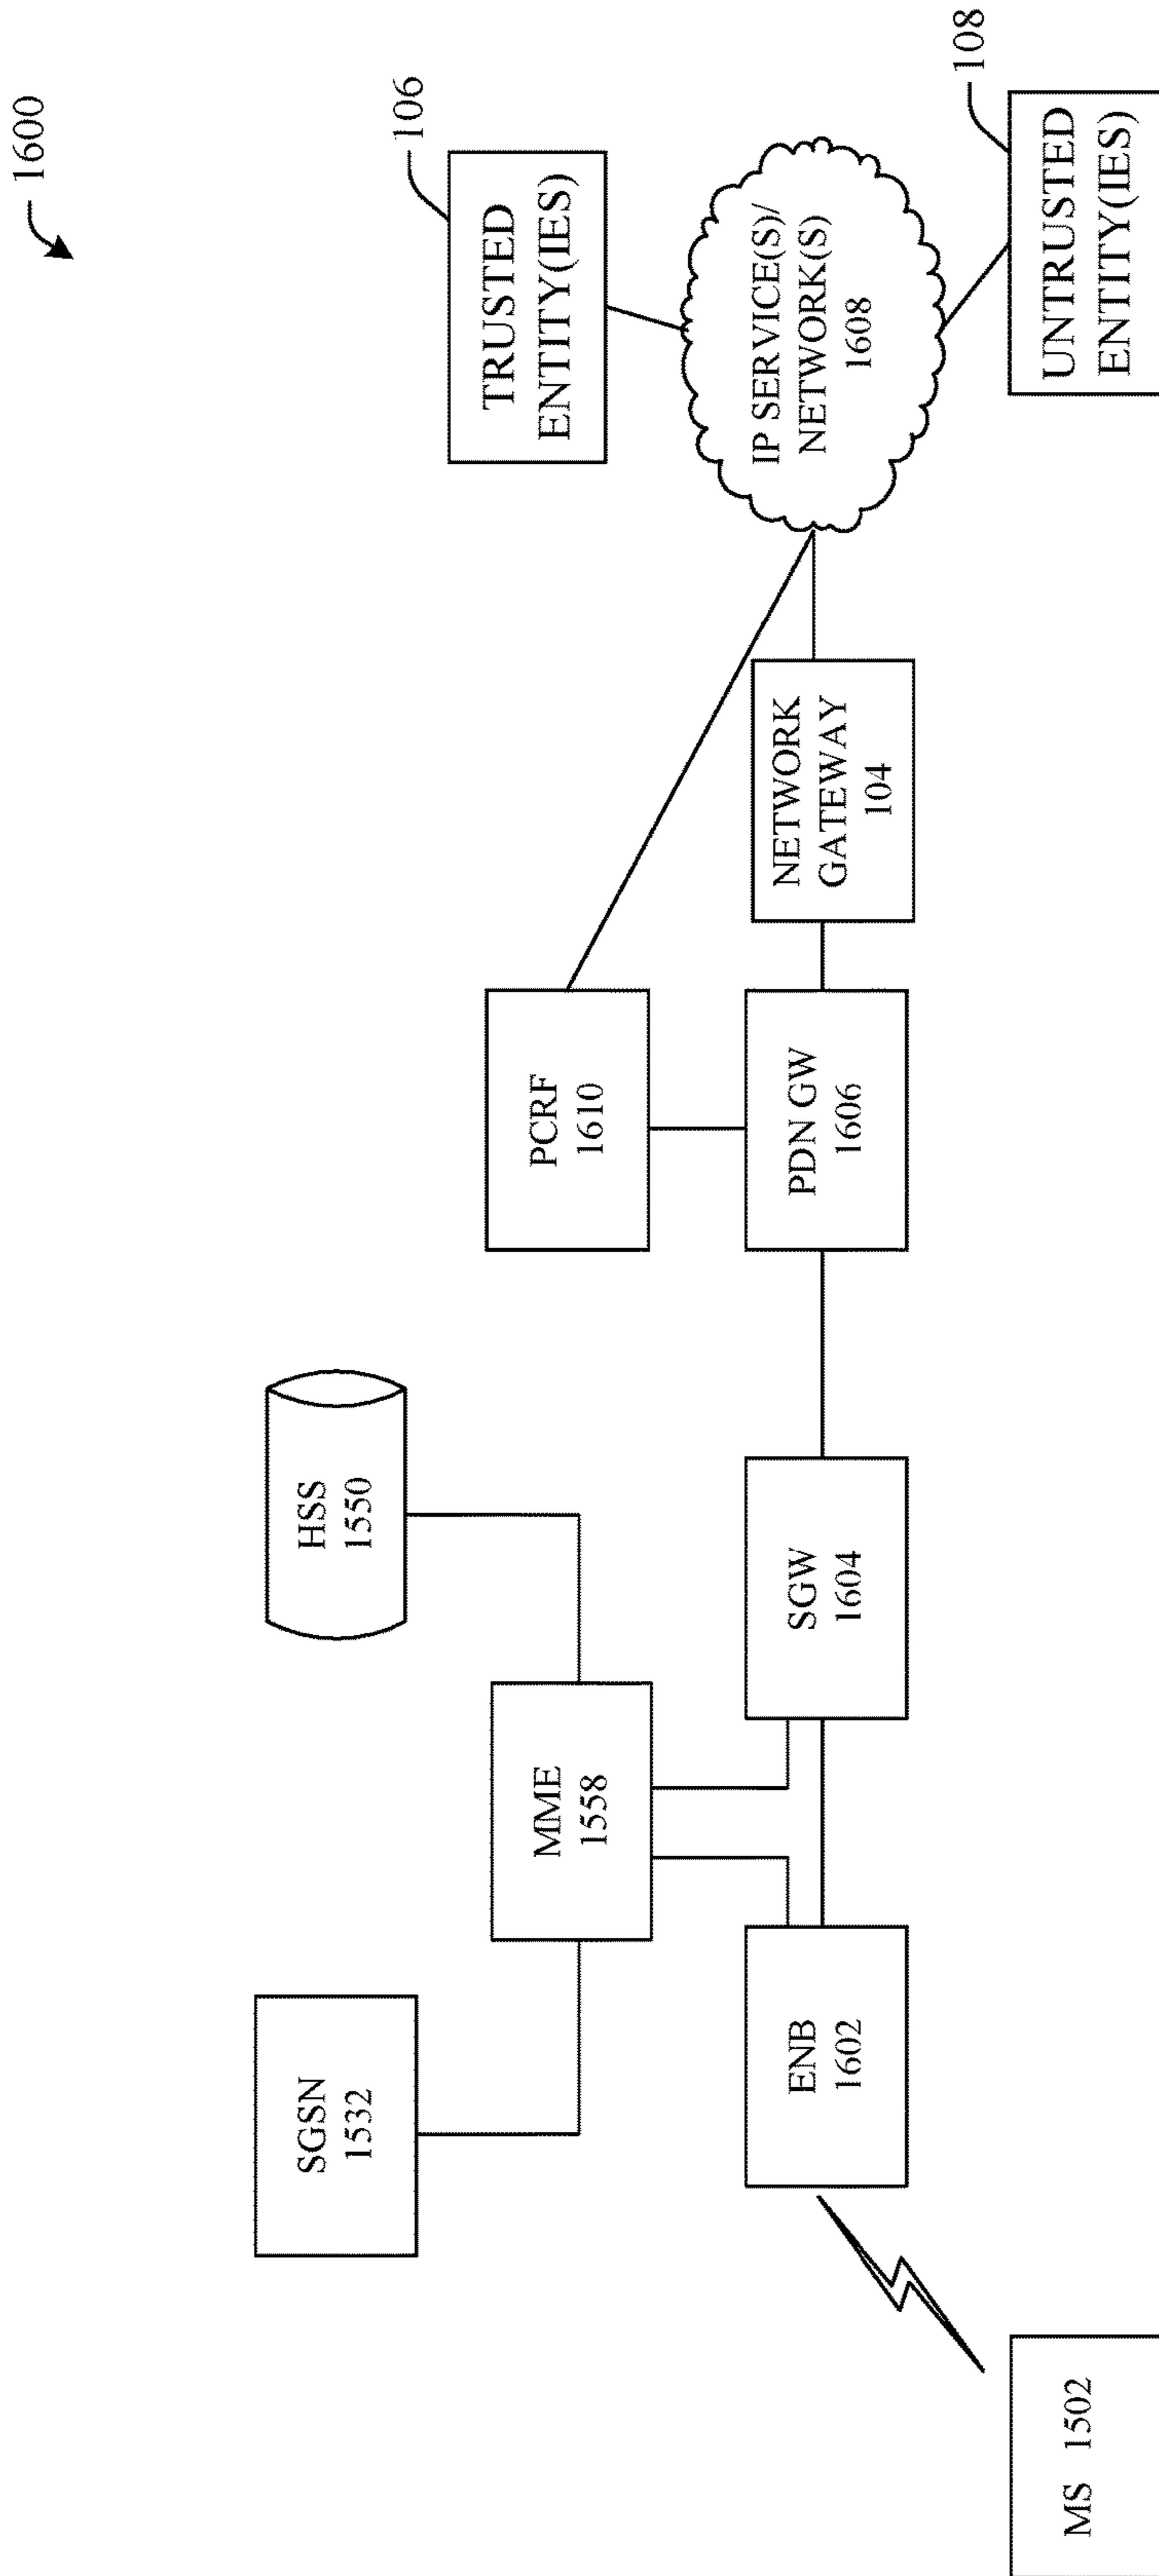 1600
SGSN
1532
HSS
1550
MME
1558
PCRF
1610
TRUSTED
ENTITY(IES)
106
MS 1502
ENB
1602
SGW
1604
PDN GW
1606
NETWORK
GATEWAY
104
IP SERVICE(S)/
NETWORK(S)
1608
UNTRUSTED
ENTITY(IES)
108